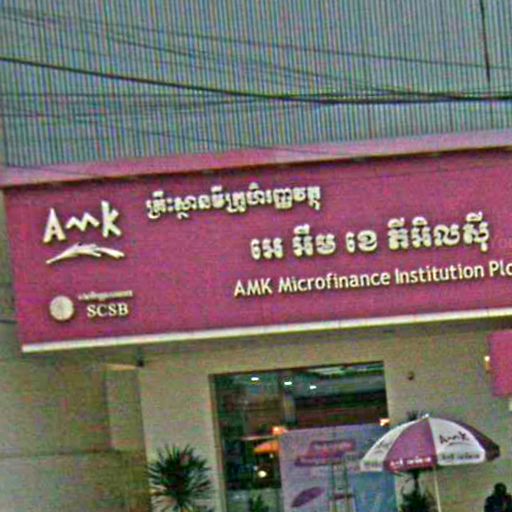 គ្រឹះស្ថានមីក្រូហិរញ្ញវត្ថុ
Amk
អេ អឹម ខេ ភីអិលស៊ី
AMK Microfinance Institution Plc
SCSB
Amk